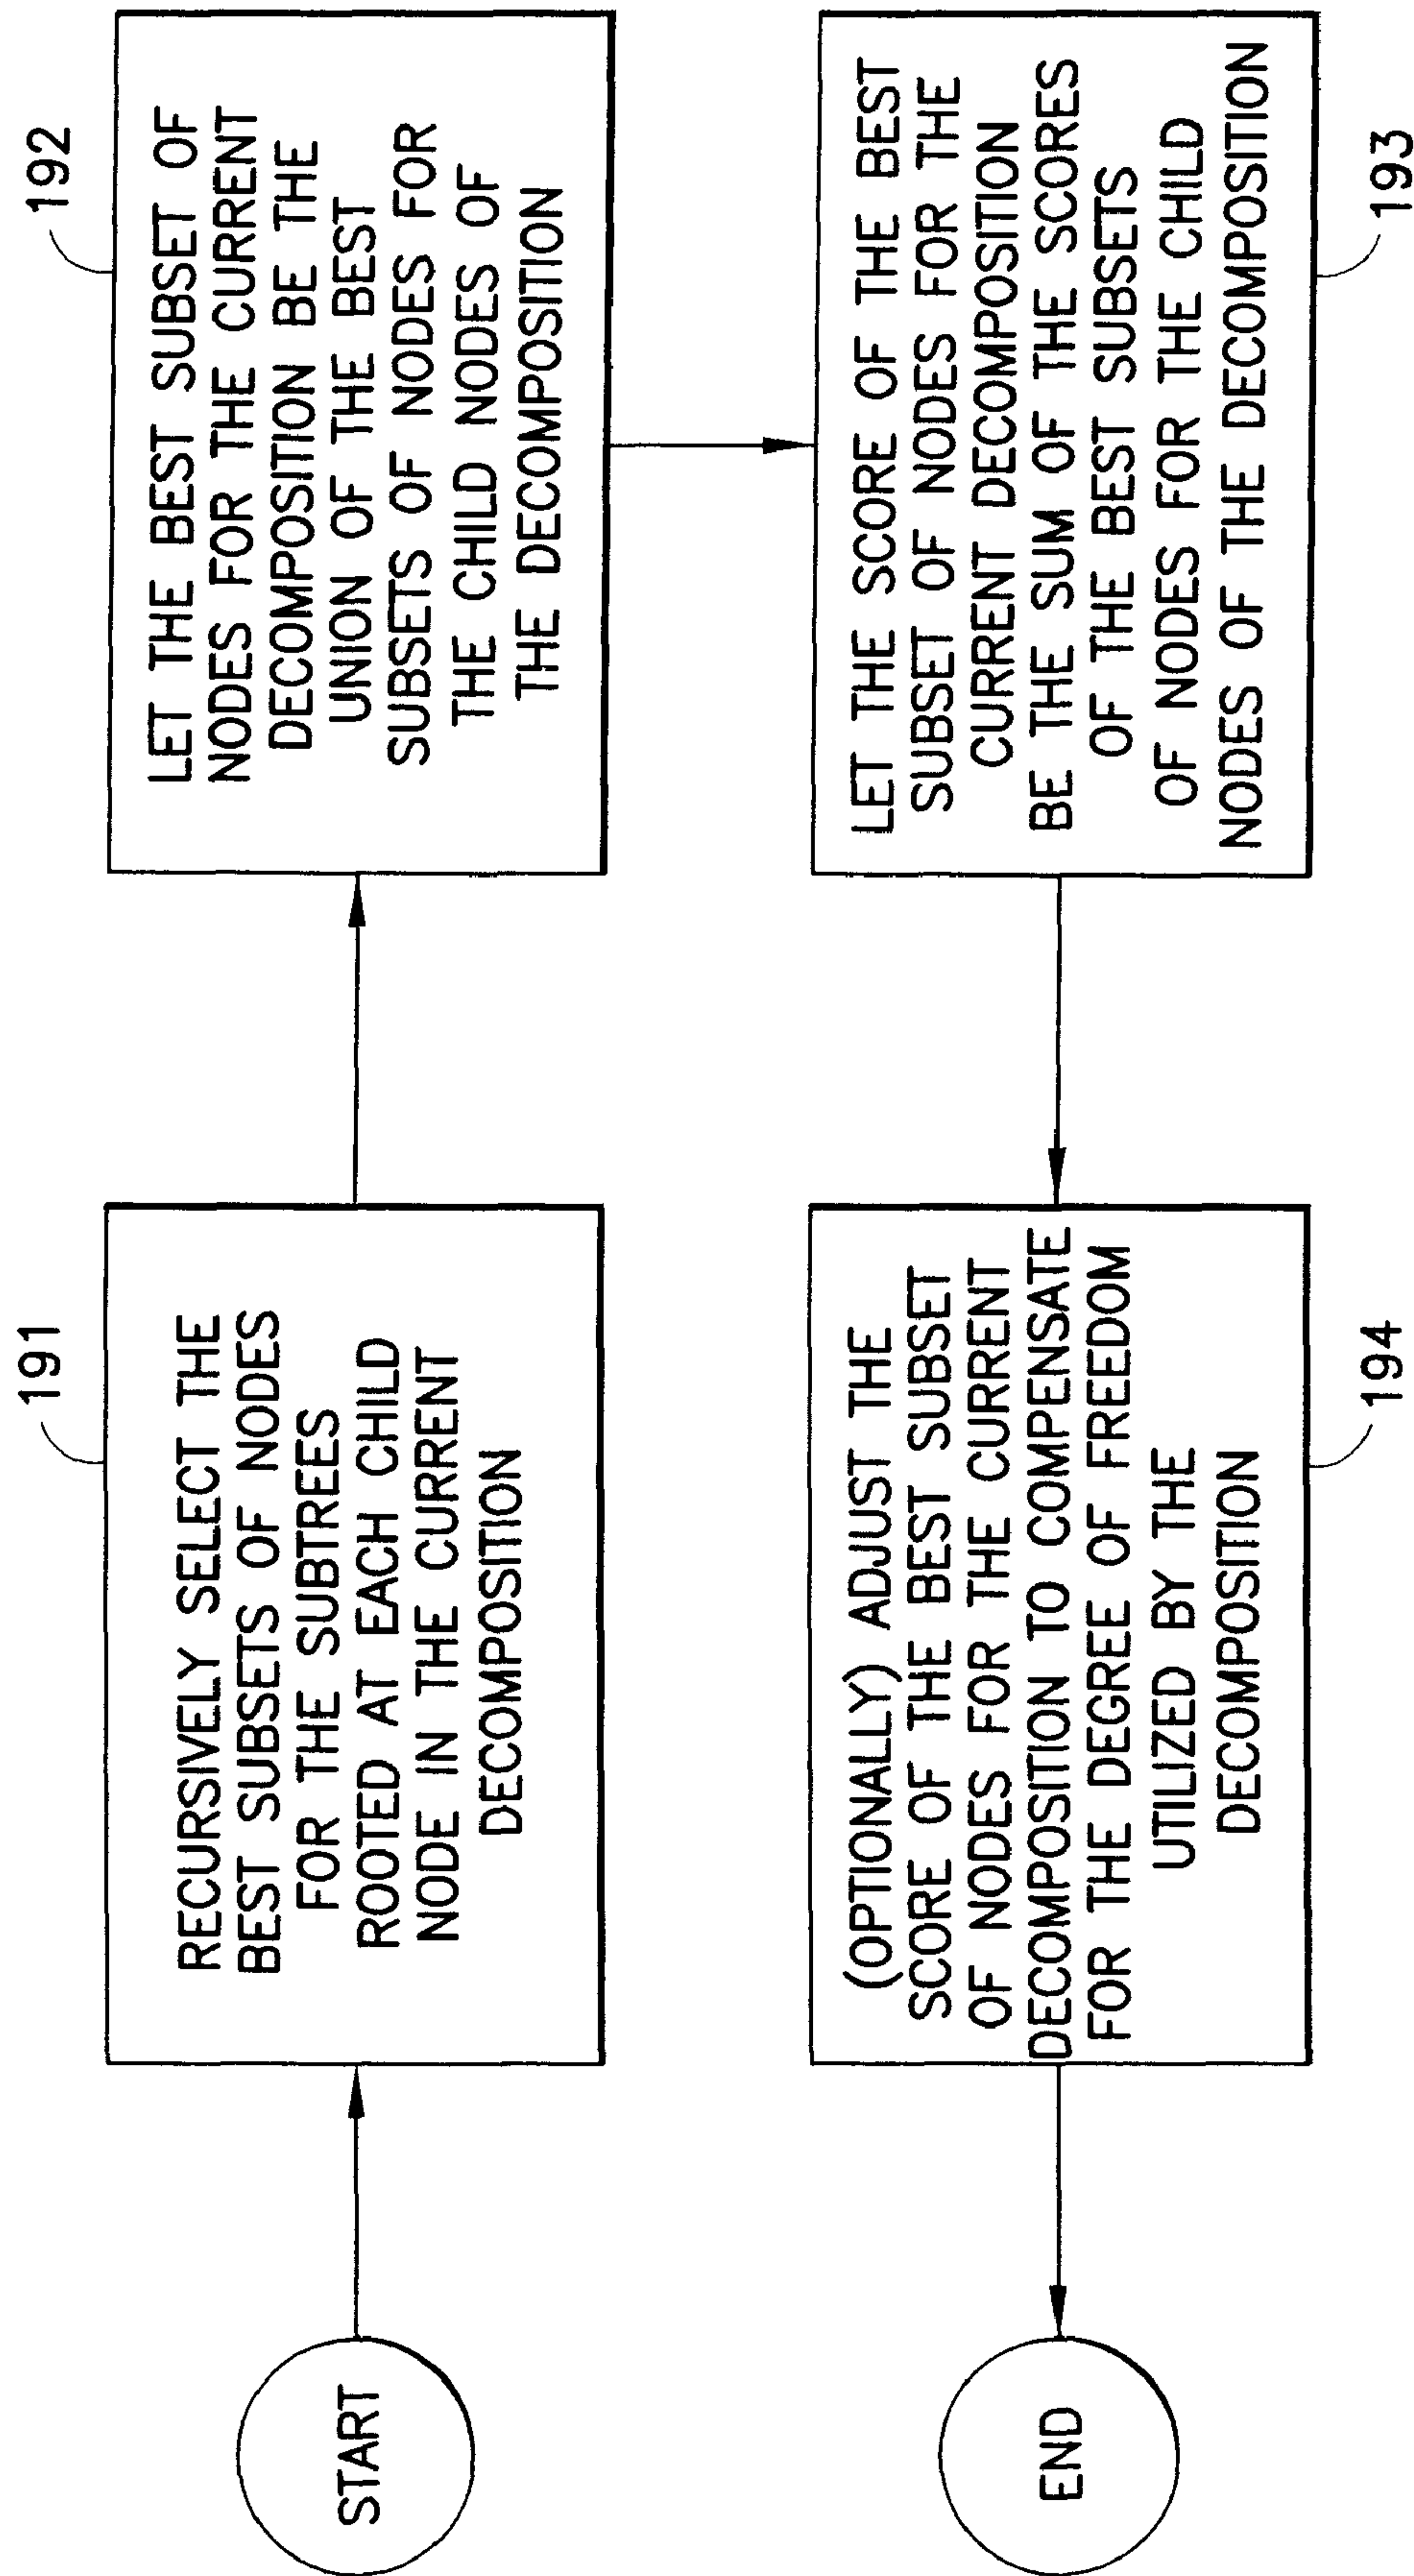 START
191
RECURSIVELY SELECT THE
BEST SUBSETS OF NODES
FOR THE SUBTREES
ROOTED AT EACH CHILD
NODE IN THE CURRENT
DECOMPOSITION
192
LET THE BEST SUBSET OF
NODES FOR THE CURRENT
DECOMPOSITION BE THE
UNION OF THE BEST
SUBSETS OF NODES FOR
THE CHILD NODES OF
THE DECOMPOSITION
LET THE SCORE OF THE BEST
SUBSET OF NODES FOR THE
CURRENT DECOMPOSITION
BE THE SUM OF THE SCORES
OF THE BEST SUBSETS
OF NODES FOR THE CHILD
NODES OF THE DECOMPOSITION
193
(OPTIONALLY) ADJUST THE
SCORE OF THE BEST SUBSET
OF NODES FOR THE CURRENT
DECOMPOSITION TO COMPENSATE
FOR THE DEGREE OF FREEDOM
UTILIZED BY THE
DECOMPOSITION
194
END